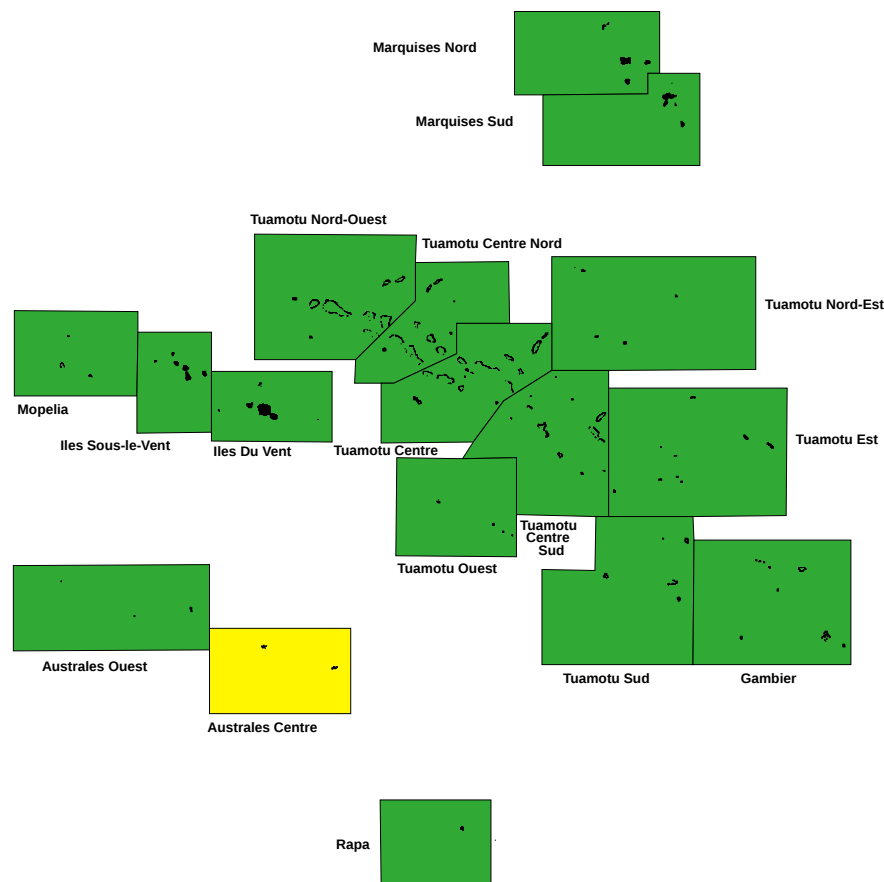 Marquises Nord
Marquises Sud
Tuamotu Nord-Ouest
Tuamotu Centre Nord
Tuamotu Nord-Est
Mopelia
Iles Sous-le-Vent
Iles Du Vent
Tuamotu Centre
Tuamotu Est
Tuamotu
Centre
Sud
Tuamotu Ouest
Australes Ouest
Tuamotu Sud
Gambier
Australes Centre
Rapa